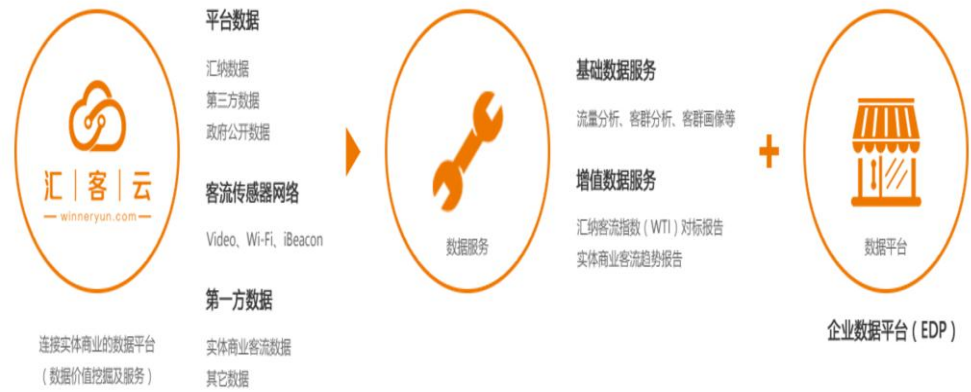 汇|客|云
winneryun.com
连接实体商业的数据平台
(数据价值挖掘及服务)
平台数据
汇纳数据
第三方数据
政府公开数据
客流传感器网络
Video、Wi-Fi、iBeacon
第一方数据
实体商业客流数据
其它数据
数据服务
基础数据服务
流量分析、客群分析、客群画像等
增值数据服务
汇纳客流指数(WTI)对标报告
实体商业客流趋势报告
+
数据平台
企业数据平台(EDP)